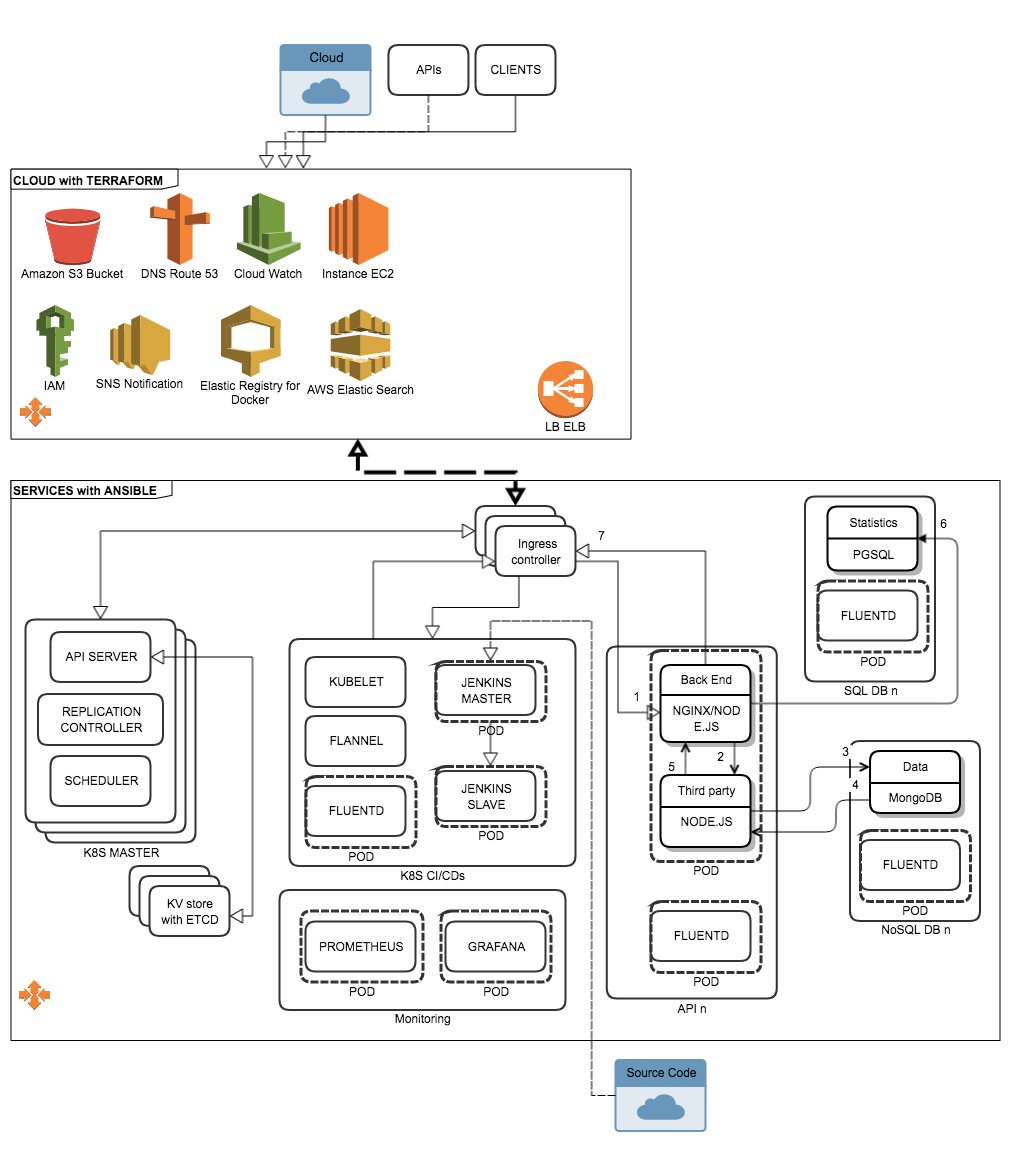 Cloud
APIs
CLIENTS
CLOUD with TERRAFORM
Amazon S3 Bucket
DNS Route 53
Cloud Watch
Instance EC2
IAM
SNS Notification
Elastic Registry for
Docker
AWS Elastic Search
LB ELB
SERVICES with ANSIBLE
Ingress
controller
7
Statistics
PGSQL
6
FLUENTD
POD
SQL DB n
API SERVER
REPLICATION
CONTROLLER
SCHEDULER
K8S MASTER
KV store
with ETCD
KUBELET
FLANNEL
FLUENTD
POD
JENKINS
MASTER
POD
JENKINS
SLAVE
POD
K8S CI/CDs
PROMETHEUS
POD
GRAFANA
POD
Monitoring
1
Back End
NGINX/NOD
E.JS
5
2
Third party
NODE.JS
POD
FLUENTD
POD
API n
3
4
Data
MongoDB
FLUENTD
POD
NoSQL DB n
Source Code